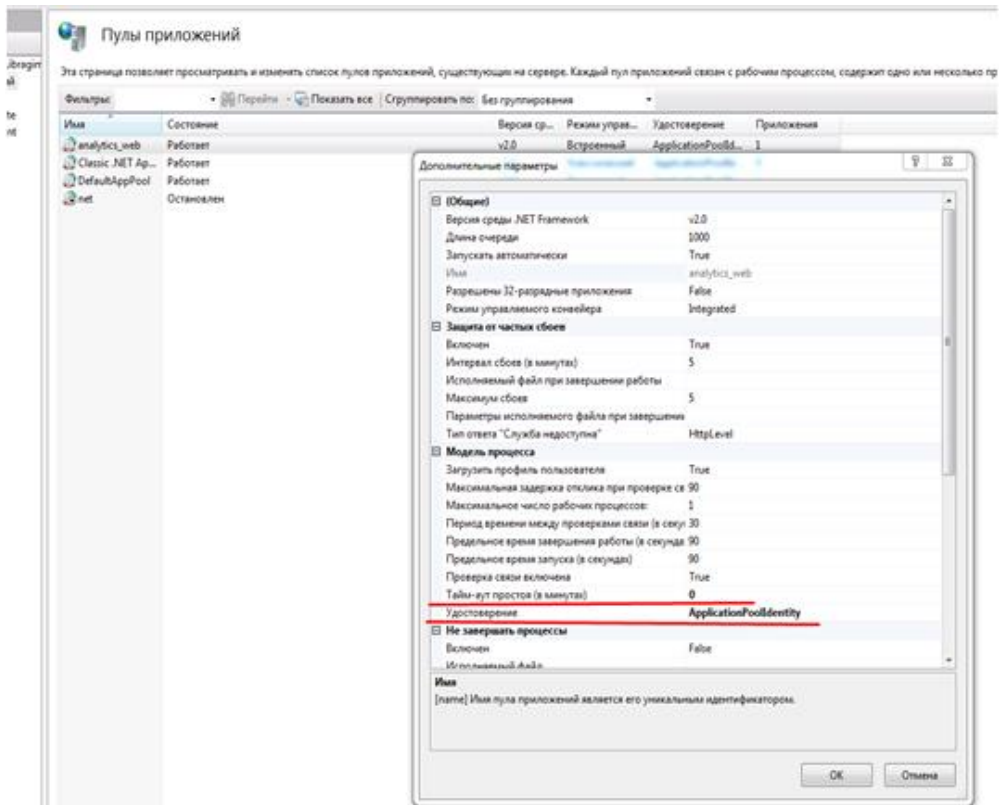 Пулы приложений
Эта страница позволяет просматривать и изменять список пулов приложений, существующих на сервере. Каждый пул приложений связан с рабочим процессом, содержит одно или несколько пр
Фильтры: Перейти Показать все Сгруппировать по: Без группирования
Имя Состояние Версия ср... Режим управ... Удостоверение Приложения
analytics_web Работает v2.0 Встроенный ApplicationPoolId... 1
Classic .NET Ap... Работает
DefaultAppPool Работает
net Остановлен
Дополнительные параметры
(Общие)
Версия среды .NET Framework v2.0
Длина очереди 1000
Запускать автоматически True
Имя analytics_web
Разрешены 32-разрядные приложения False
Режим управляемого конвейера Integrated
Защита от частых сбоев
Включен True
Интервал сбоев (в минутах) 5
Исполняемый файл при завершении работы
Максимум сбоев 5
Параметры исполняемого файла при завершени
Тип ответа "Служба недоступна" HttpLevel
Модель процесса
Загрузить профиль пользователя True
Максимальная задержка отклика при проверке св 90
Максимальное число рабочих процессов: 1
Период времени между проверками связи (в секун 30
Предельное время завершения работы (в секунда 90
Предельное время запуска (в секундах) 90
Проверка связи включена True
Тайм-аут простоя (в минутах) 0
Удостоверение ApplicationPoolIdentity
Не завершать процессы
Включен False
Исполняемый файл
Имя
[name] Имя пула приложений является его уникальным идентификатором.
OK Отмена